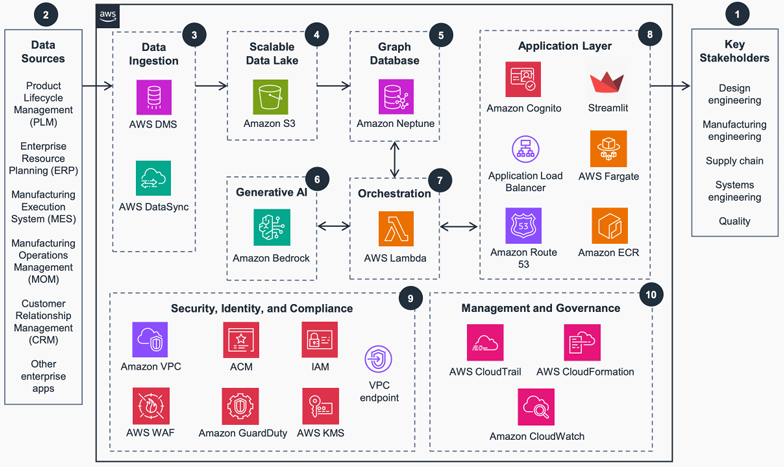 aws
2
Data
Sources
Product
Lifecycle
Management
(PLM)
Enterprise
Resource
Planning (ERP)
Manufacturing
Execution
System (MES)
Manufacturing
Operations
Management
(MOM)
Customer
Relationship
Management
(CRM)
Other
enterprise
apps
3
Data
Ingestion
AWS DMS
AWS DataSync
4
Scalable
Data Lake
Amazon S3
5
Graph
Database
Amazon Neptune
6
Generative AI
Amazon Bedrock
7
Orchestration
AWS Lambda
8
Application Layer
Amazon Cognito
Streamlit
Application Load
Balancer
AWS Fargate
53
Amazon Route
53
Amazon ECR
1
Key
Stakeholders
Design
engineering
Manufacturing
engineering
Supply chain
Systems
engineering
Quality
9
Security, Identity, and Compliance
Amazon VPC
ACM
IAM
VPC
endpoint
AWS WAF
Amazon GuardDuty
AWS KMS
10
Management and Governance
AWS CloudTrail
AWS CloudFormation
Amazon CloudWatch